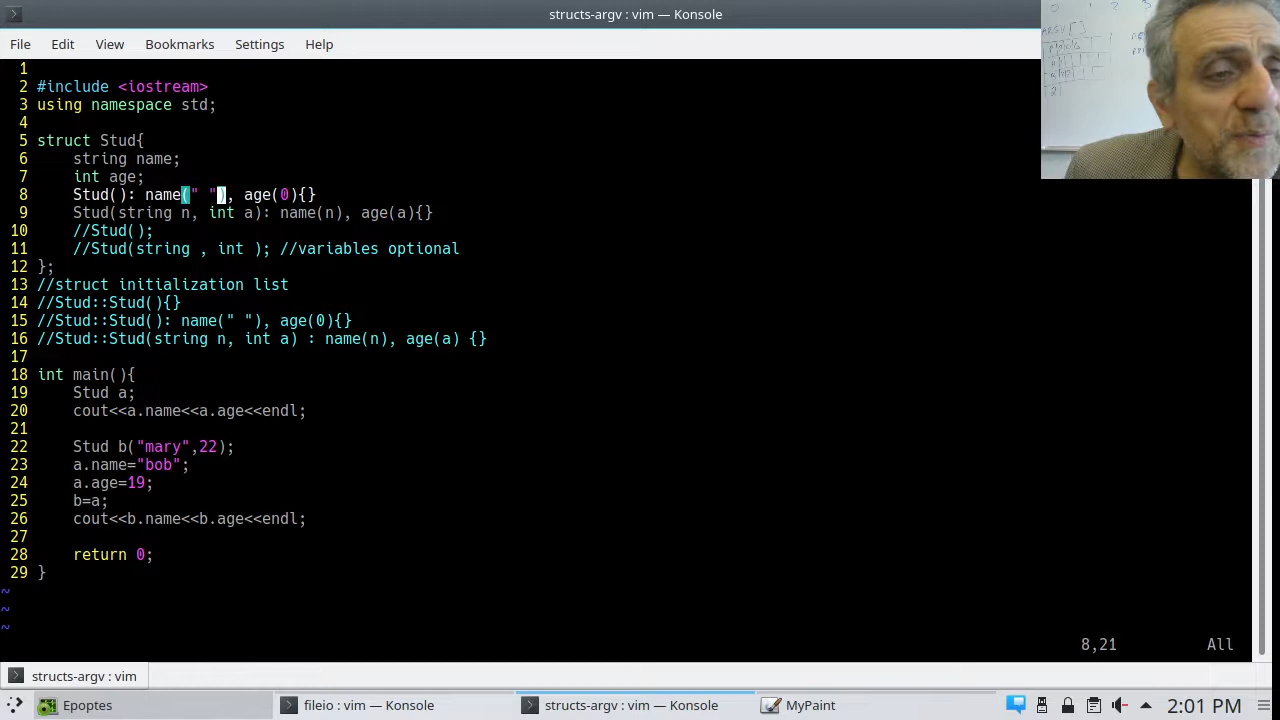 structs-argv : vim — Konsole
File Edit View Bookmarks Settings Help
1
2 #include <iostream>
3 using namespace std;
4
5 struct Stud{
6 string name;
7 int age;
8 Stud(): name(" "), age(0){}
9 Stud(string n, int a): name(n), age(a){}
10 //Stud();
11 //Stud(string , int ); //variables optional
12 };
13 //struct initialization list
14 //Stud::Stud(){}
15 //Stud::Stud(): name(" "), age(0){}
16 //Stud::Stud(string n, int a) : name(n), age(a) {}
17
18 int main(){
19 Stud a;
20 cout<<a.name<<a.age<<endl;
21
22 Stud b("mary",22);
23 a.name="bob";
24 a.age=19;
25 b=a;
26 cout<<b.name<<b.age<<endl;
27
28 return 0;
29 }
~
~
~
8,21 All
structs-argv : vim
Epoptes fileio : vim — Konsole structs-argv : vim — Konsole MyPaint 2:01 PM